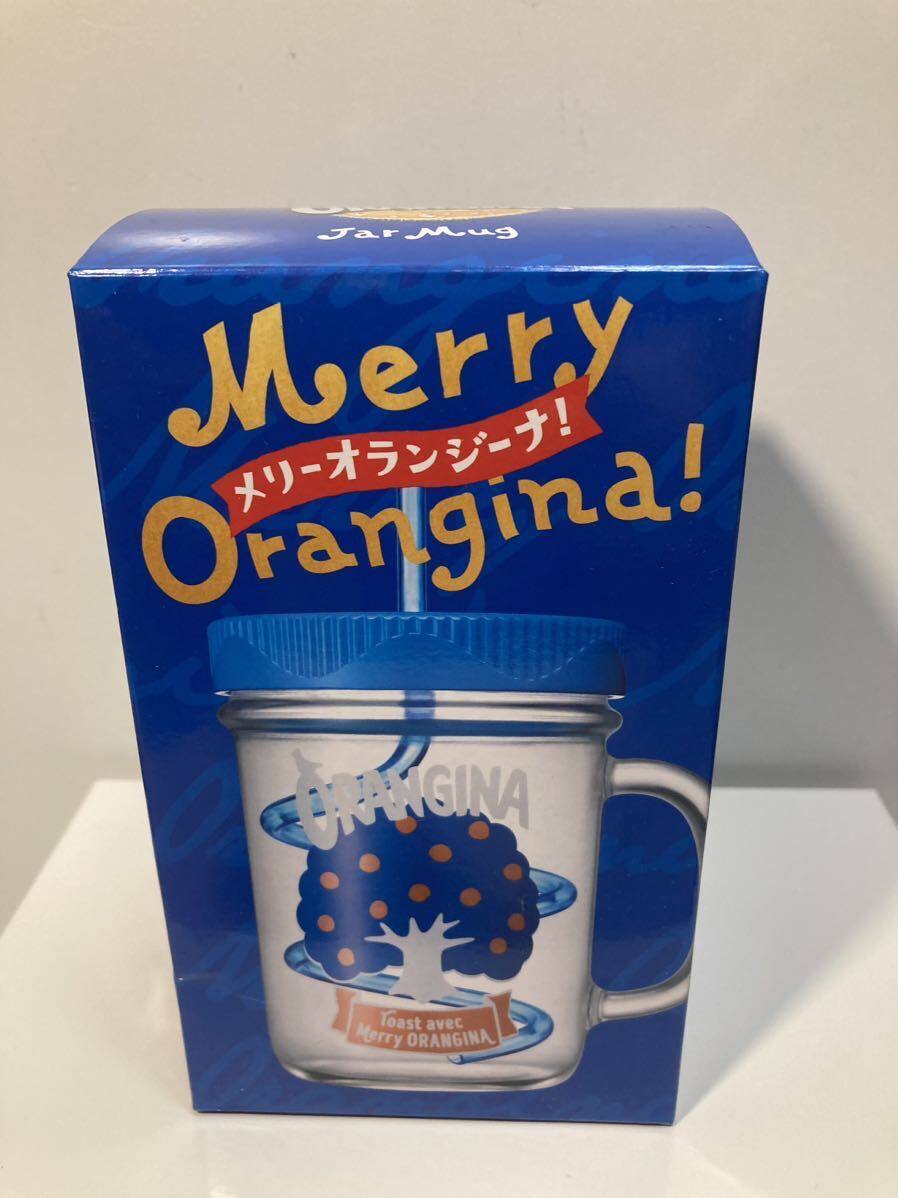 Jar Mug
Merry
メリーオランジーナ!
Orangina!
ORANGINA
Toast avec
Merry ORANGINA